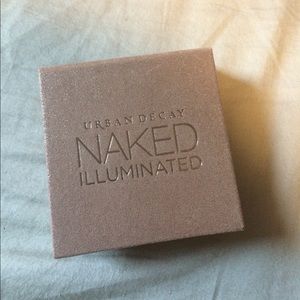 URBAN DECAY
NAKED
ILLUMINATED